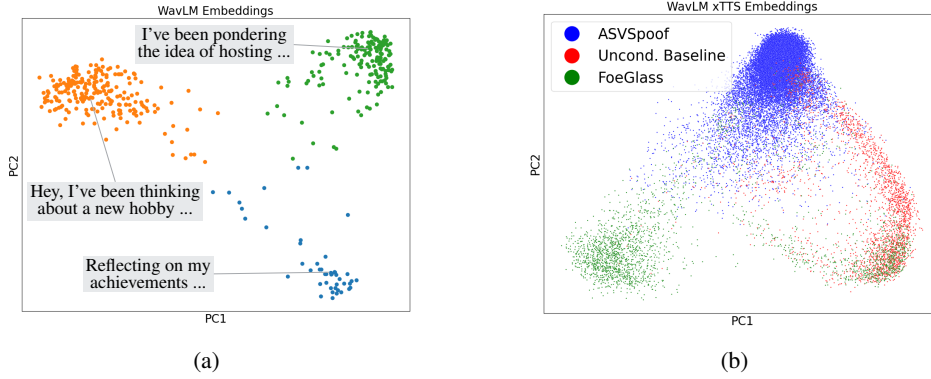 WavLM Embeddings
I've been pondering
the idea of hosting ...
Hey, I've been thinking
about a new hobby ...
Reflecting on my
achievements ...
PC2
PC1
(a)
WavLM xTTS Embeddings
ASVSpoof
Uncond. Baseline
FoeGlass
PC2
PC1
(b)